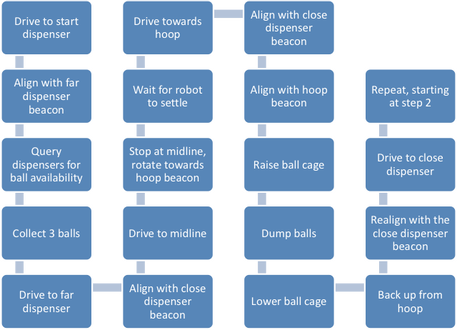 Drive to start
dispenser
Align with far
dispenser
beacon
Query
dispensers for
ball availability
Collect 3 balls
Drive to far
dispenser
Align with close
dispenser
beacon
Drive to midline
Stop at midline,
rotate towards
hoop beacon
Wait for robot
to settle
Drive towards
hoop
Align with close
dispenser
beacon
Align with hoop
beacon
Raise ball cage
Dump balls
Lower ball cage
Back up from
hoop
Realign with the
close dispenser
beacon
Drive to close
dispenser
Repeat, starting
at step 2